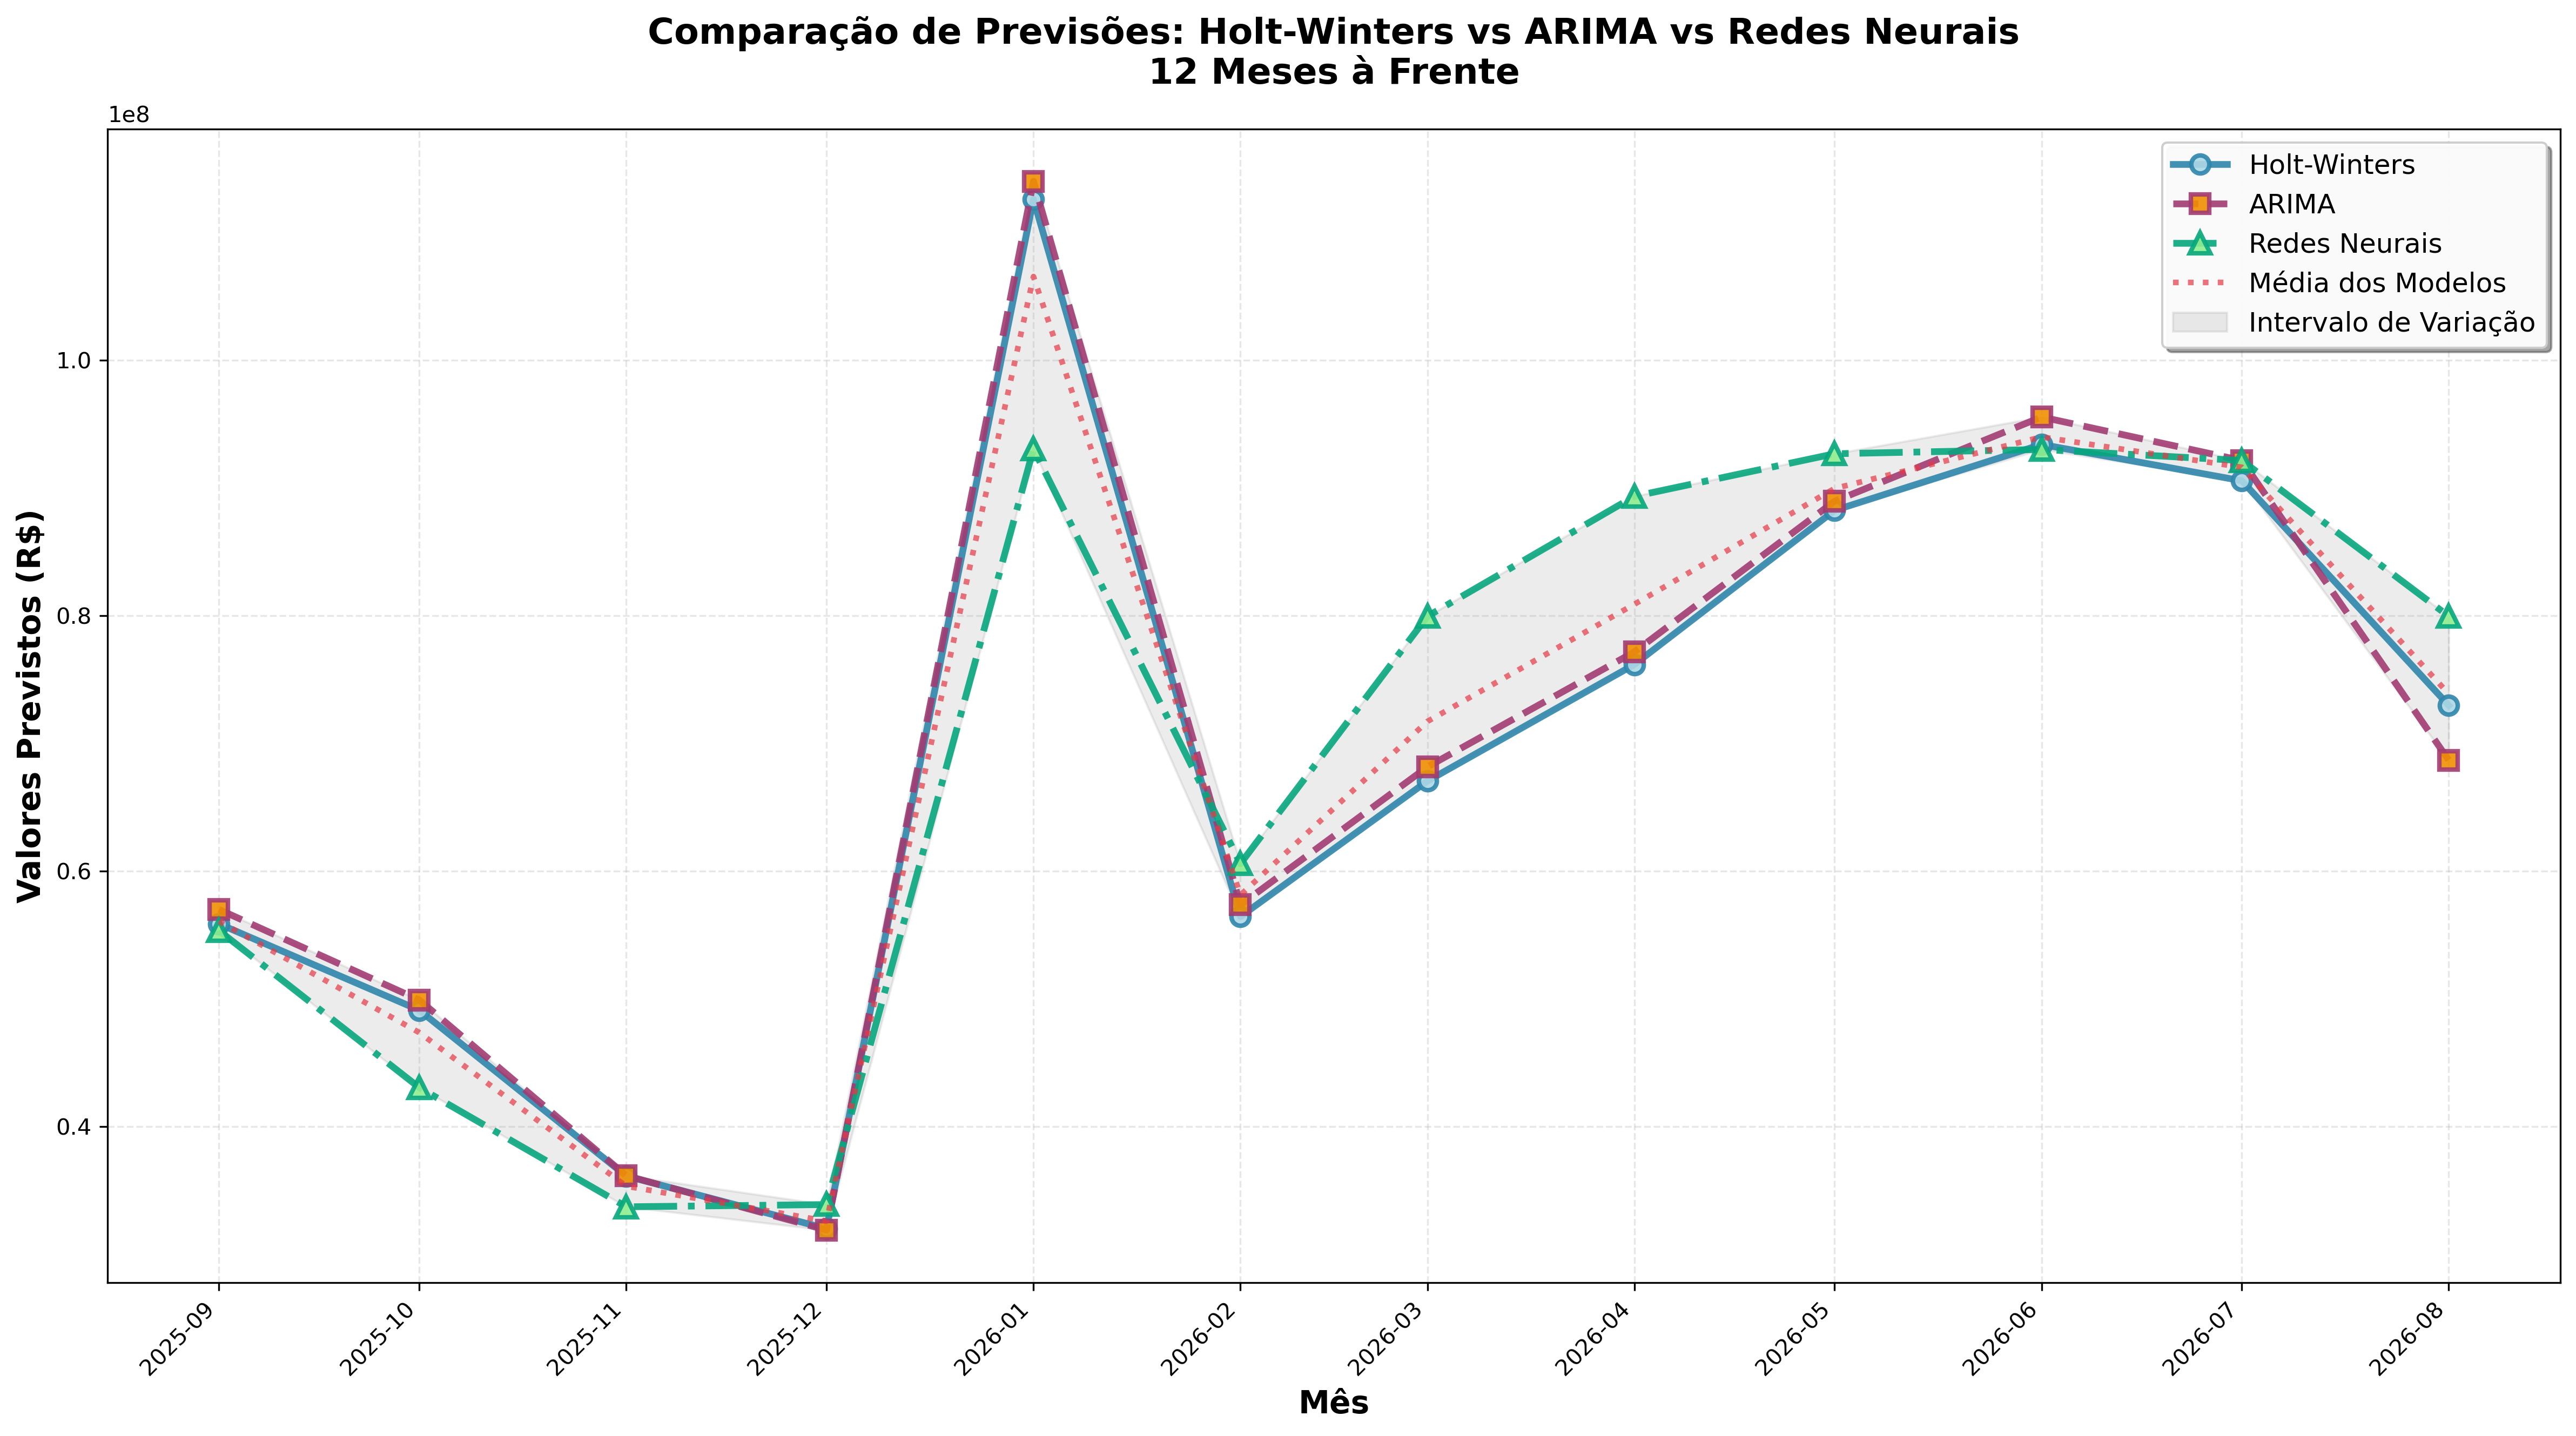 Comparação de Previsões: Holt-Winters vs ARIMA vs Redes Neurais
12 Meses à Frente
1e8
Holt-Winters
ARIMA
Redes Neurais
Média dos Modelos
Intervalo de Variação
Valores Previstos (R$)
1.0
0.8
0.6
0.4
2025-09
2025-10
2025-11
2025-12
2026-01
2026-02
2026-03
2026-04
2026-05
2026-06
2026-07
2026-08
Mês